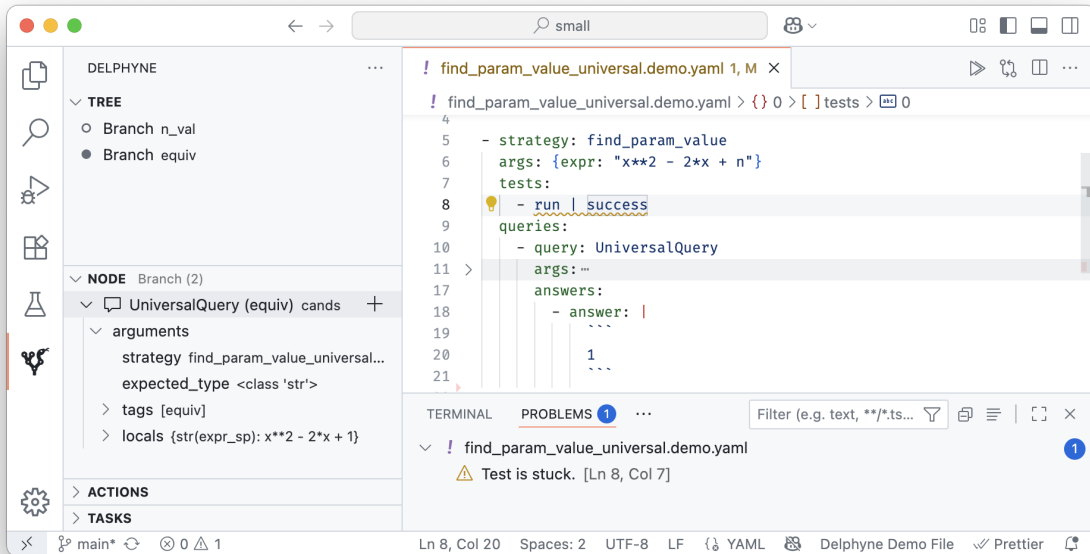 small
DELPHYNE
TREE
Branch n_val
Branch equiv
NODE Branch (2)
UniversalQuery (equiv) cands
arguments
strategy find_param_value_universal...
expected_type <class 'str'>
tags [equiv]
locals {str(expr_sp): x**2 - 2*x + 1}
ACTIONS
TASKS
! find_param_value_universal.demo.yaml 1, M
! find_param_value_universal.demo.yaml > {} 0 > [ ] tests > abc 0
4
5 - strategy: find_param_value
6 args: {expr: "x**2 - 2*x + n"}
7 tests:
8 - run | success
9 queries:
10 - query: UniversalQuery
11 args: ⋯
17 answers:
18 - answer: |
19 ```
20 1
21 ```
TERMINAL PROBLEMS 1 ···
Filter (e.g. text, **/*.ts...
! find_param_value_universal.demo.yaml 1
Test is stuck. [Ln 8, Col 7]
main* 0 1 Ln 8, Col 20 Spaces: 2 UTF-8 LF {} YAML Delphyne Demo File Prettier